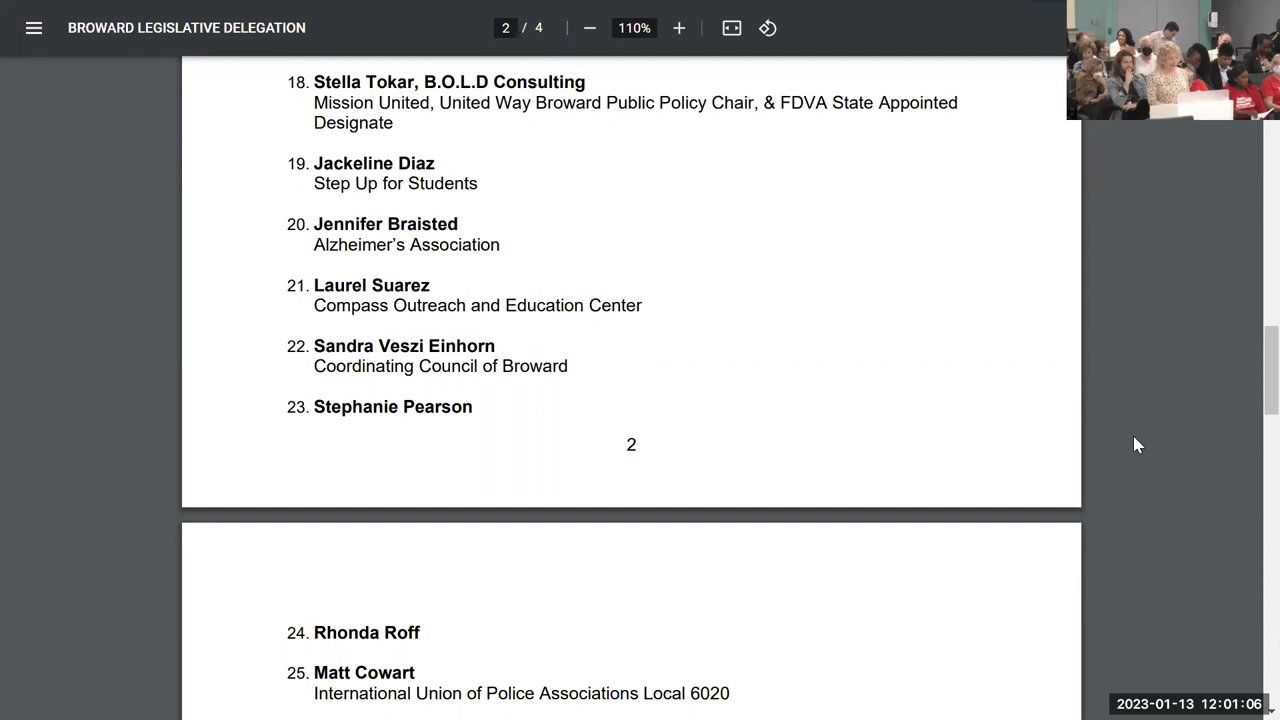 BROWARD LEGISLATIVE DELEGATION
2 / 4
110%
18. Stella Tokar, B.O.L.D Consulting
Mission United, United Way Broward Public Policy Chair, & FDVA State Appointed
Designate
19. Jackeline Diaz
Step Up for Students
20. Jennifer Braisted
Alzheimer’s Association
21. Laurel Suarez
Compass Outreach and Education Center
22. Sandra Veszi Einhorn
Coordinating Council of Broward
23. Stephanie Pearson
2
24. Rhonda Roff
25. Matt Cowart
International Union of Police Associations Local 6020
2023-01-13 12:01:06